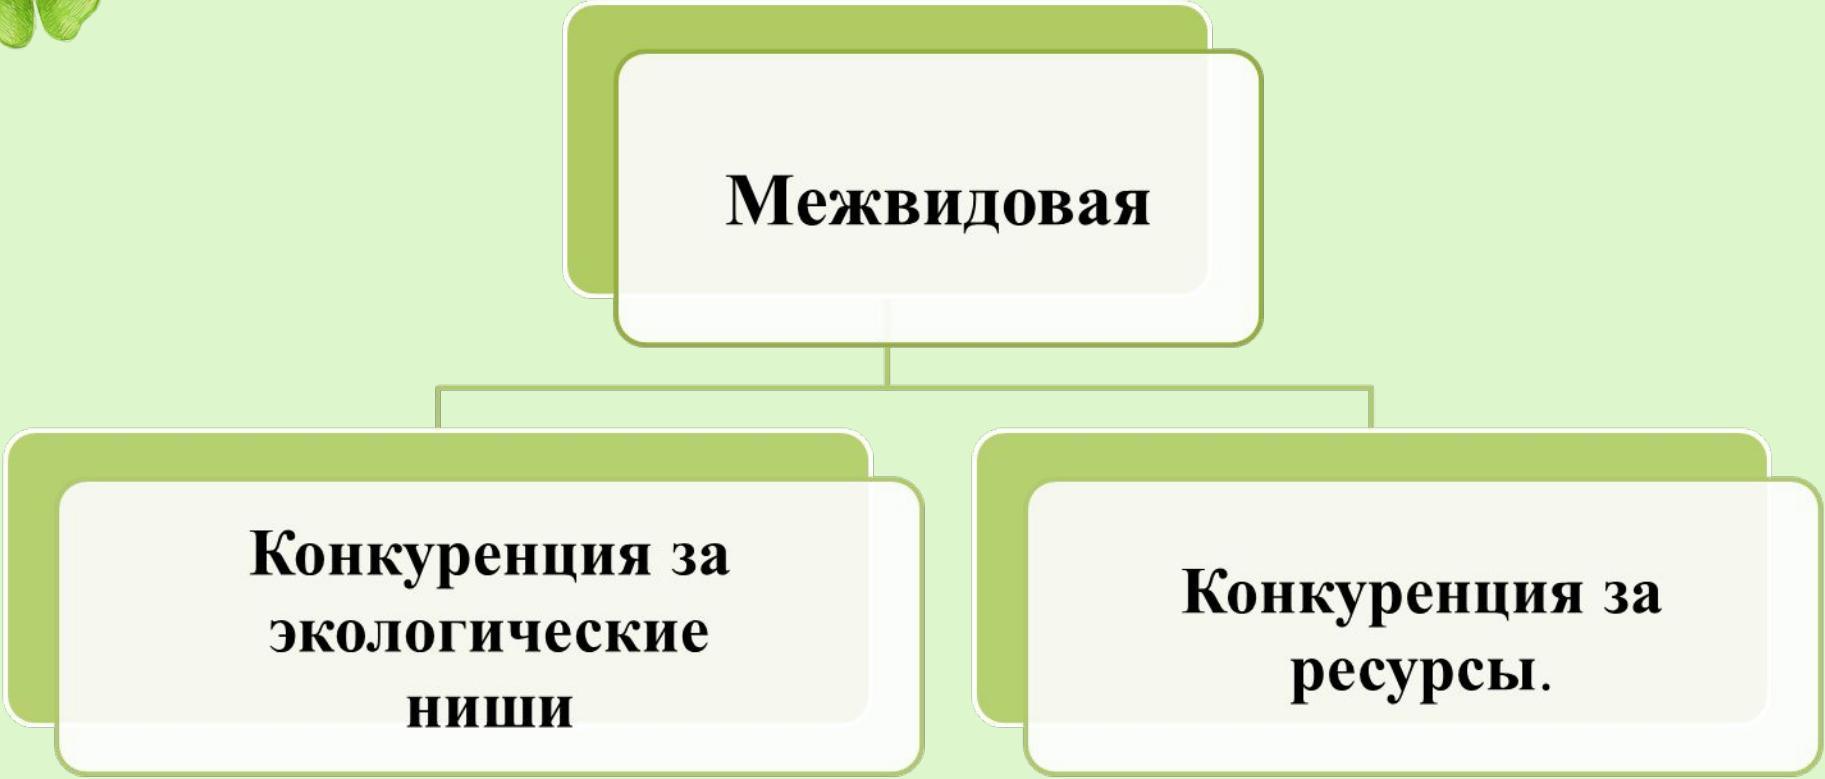 Межвидовая
Конкуренция за
экологические
ниши
Конкуренция за
ресурсы.